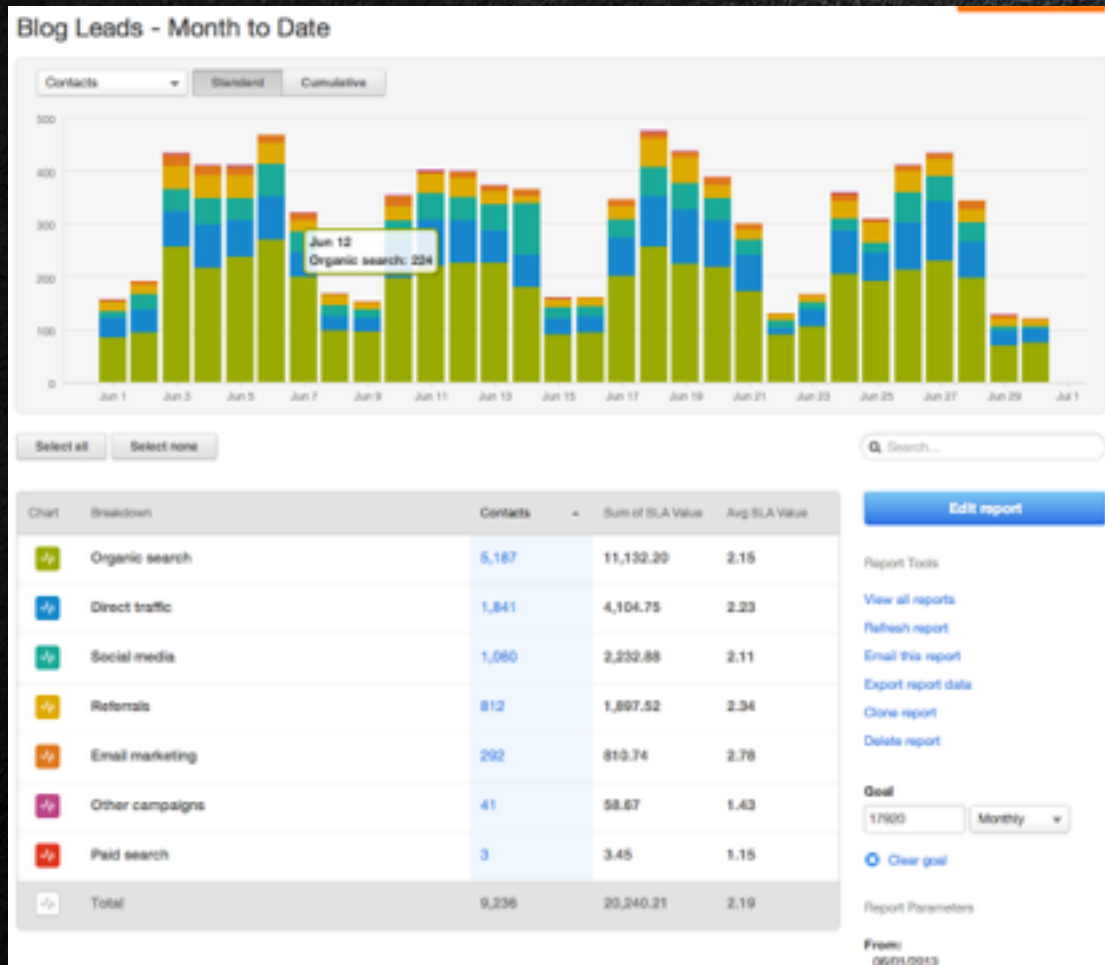 Blog Leads - Month to Date
Contacts Standard Cumulative
500
400
300
200
100
0
Jun 12
Organic search: 224
Jun 1 Jun 3 Jun 5 Jun 7 Jun 9 Jun 11 Jun 13 Jun 15 Jun 17 Jun 19 Jun 21 Jun 23 Jun 25 Jun 27 Jun 29 Jul 1
Select all Select none Search...
Chart Breakdown Contacts Sum of SLA Value Avg SLA Value
Organic search 5,187 11,132.20 2.15
Direct traffic 1,841 4,104.75 2.23
Social media 1,060 2,232.88 2.11
Referrals 812 1,897.52 2.34
Email marketing 292 810.74 2.78
Other campaigns 41 58.67 1.43
Paid search 3 3.45 1.15
Total 9,236 20,240.21 2.19
Edit report
Report Tools
View all reports
Refresh report
Email this report
Export report data
Clone report
Delete report
Goal
17920 Monthly
Clear goal
Report Parameters
From:
06/01/2013